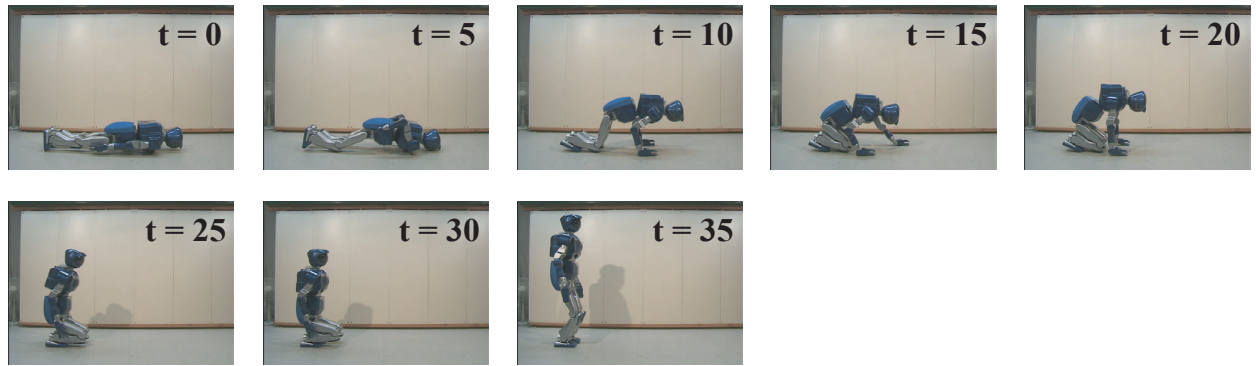 t = 0
t = 5
t = 10
t = 15
t = 20
t = 25
t = 30
t = 35